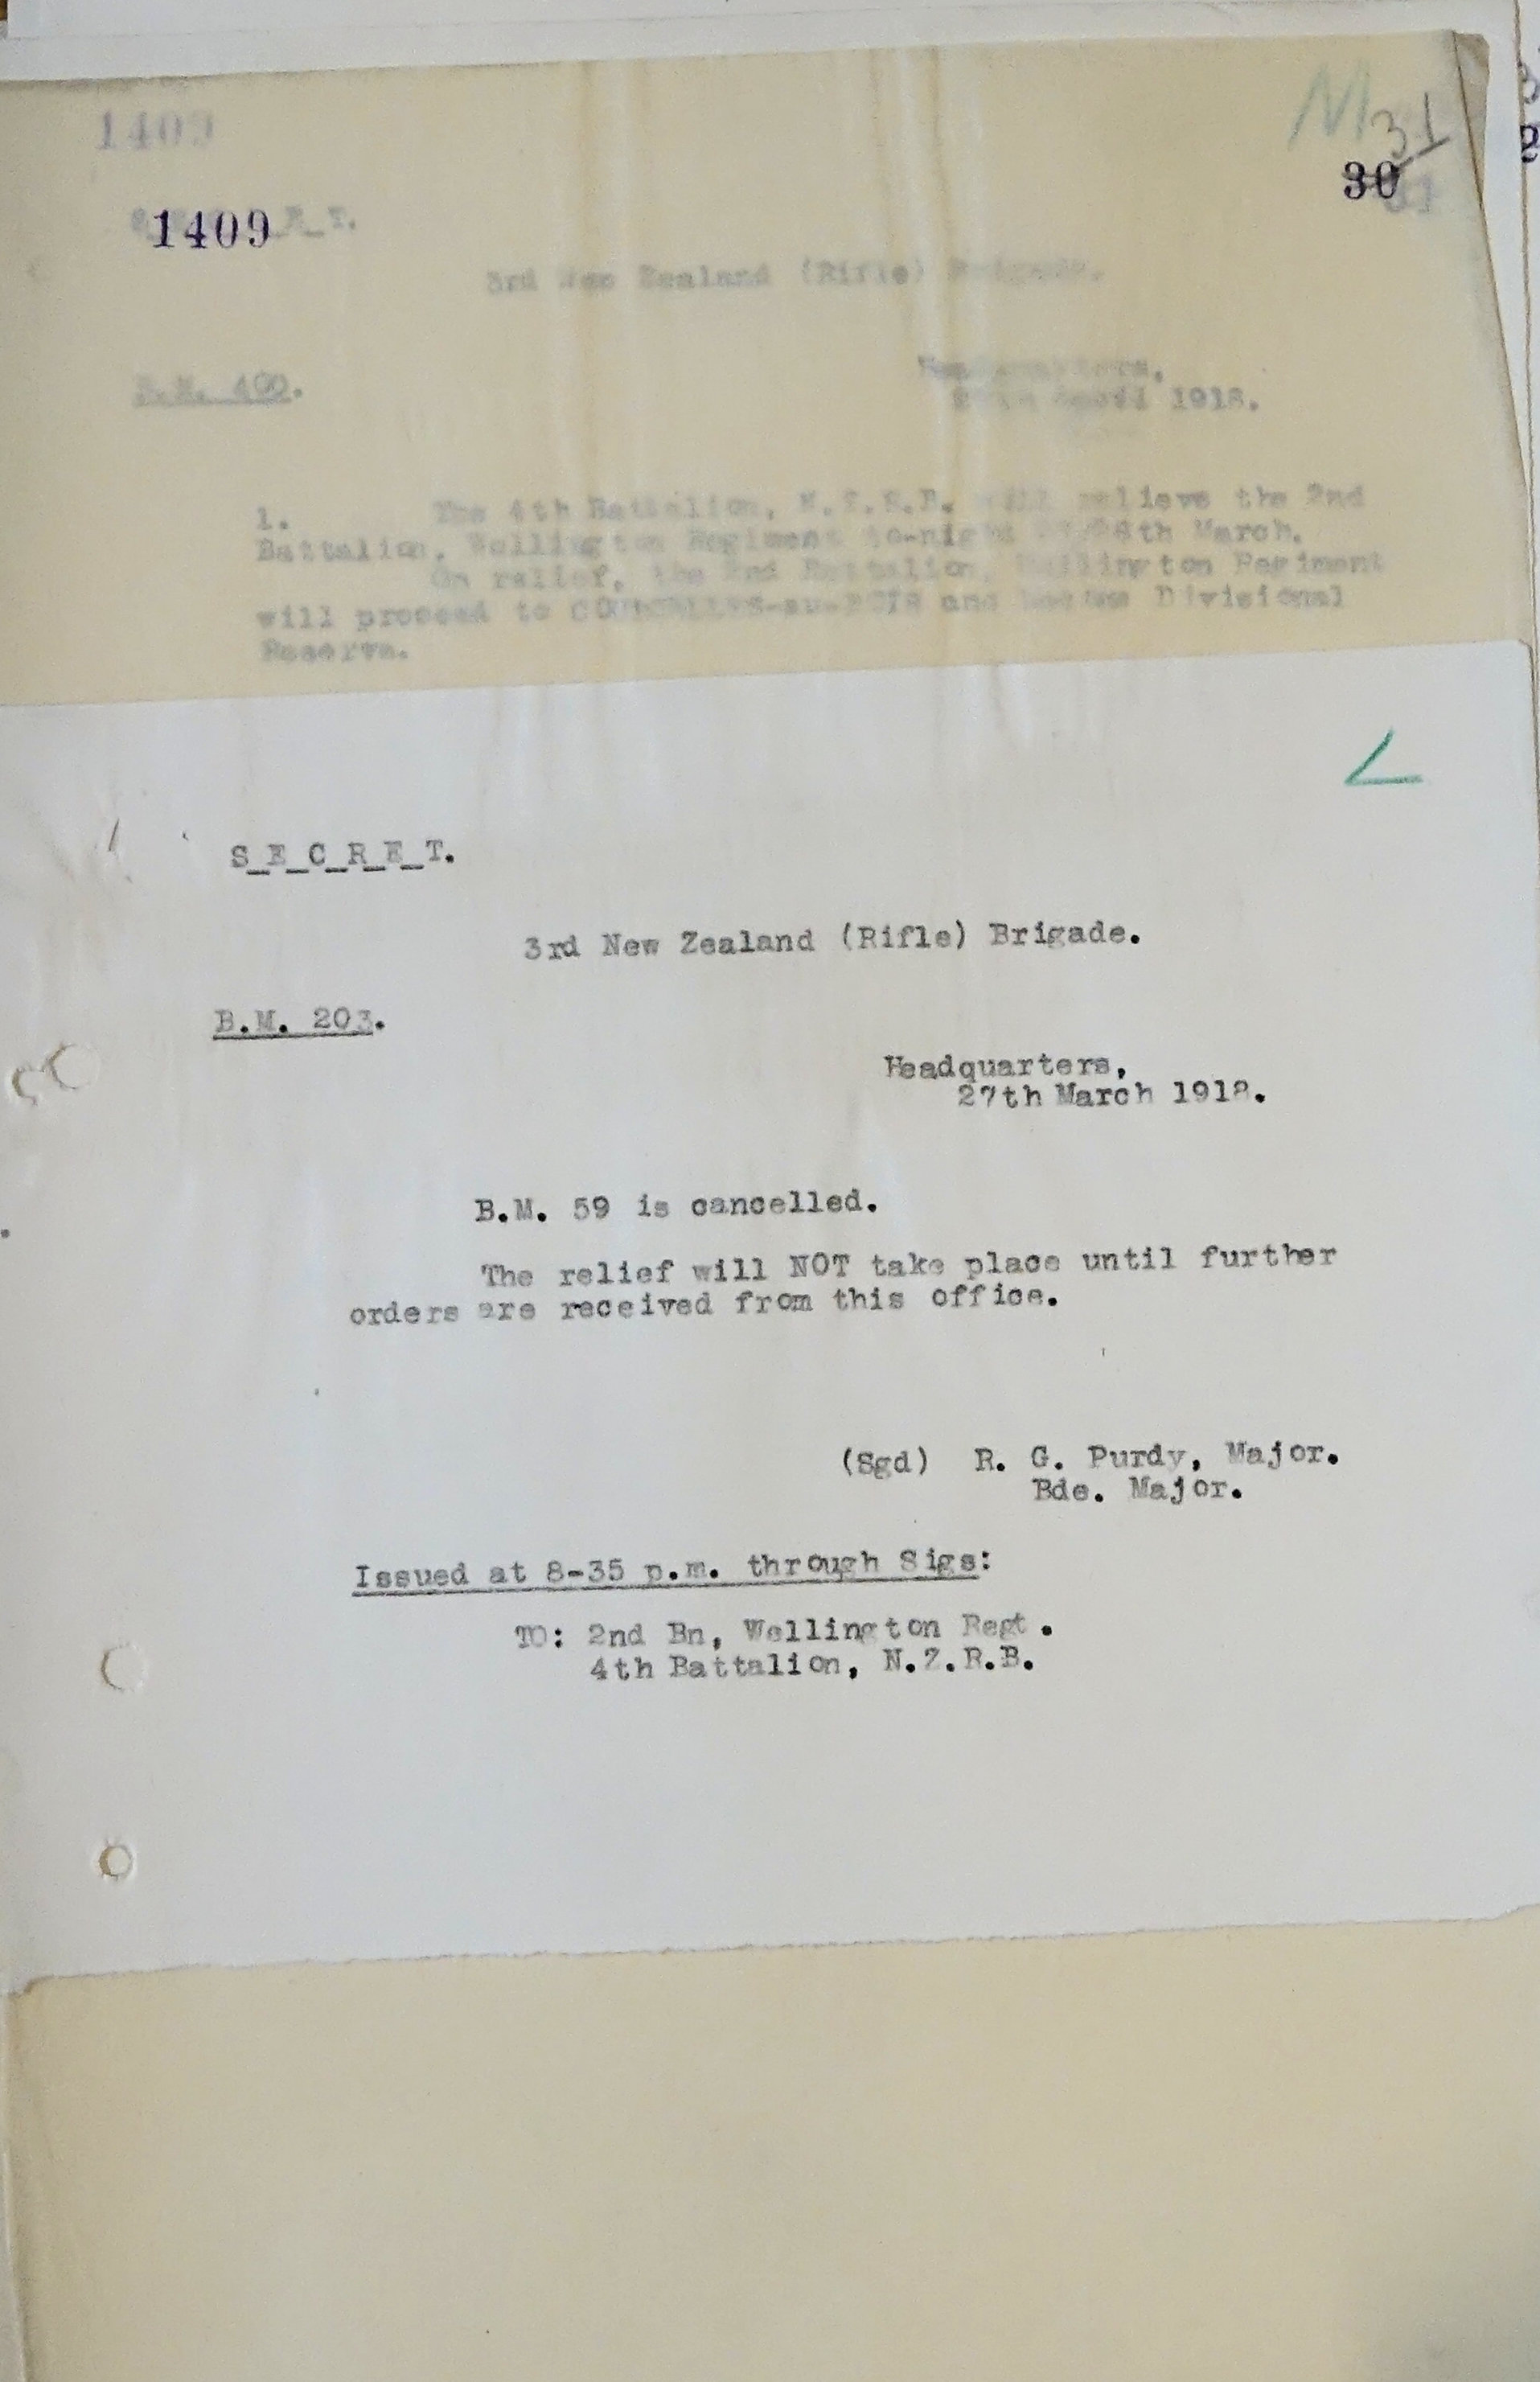 1409
M
31
1409
30
31
T.
3rd New Zealand (Rifle) Brigade.
Headquarters,
1918.
1. The 4th Battalion, relieve the 2nd
Battalion, Wellington Regiment to-night 28th March.
On relief, the 2nd Battalion, Wellington Regiment
will proceed to and Divisional
Reserve.
L
S_E_C_R_E_T.
3rd New Zealand (Rifle) Brigade.
B.M. 203.
Headquarters,
27th March 1918.
B.M. 59 is cancelled.
The relief will NOT take place until further
orders are received from this office.
(Sgd) R. G. Purdy, Major.
Bde. Major.
Issued at 8-35 p.m. through Sigs:
TO: 2nd Bn, Wellington Regt.
4th Battalion, N.Z.R.B.